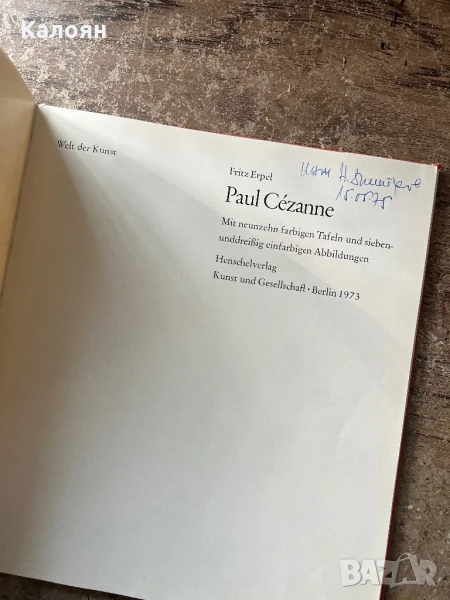 Калоян
Welt der Kunst
Fritz Erpel
Paul Cézanne
Mit neunzehn farbigen Tafeln und sieben-
unddreißig einfarbigen Abbildungen
Henschelverlag
Kunst und Gesellschaft · Berlin 1973
BAZAR